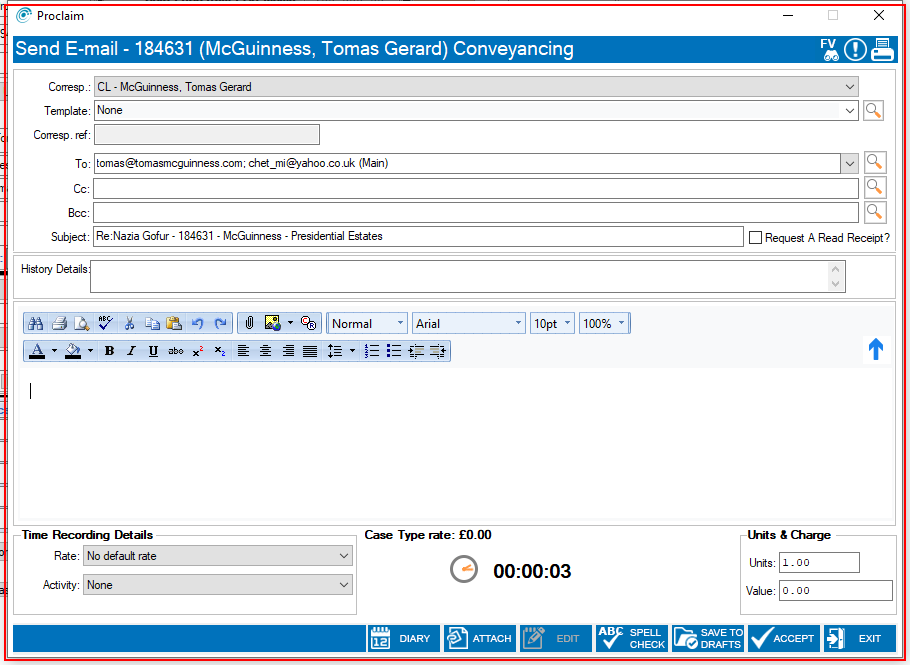 Proclaim
Send E-mail - 184631 (McGuinness, Tomas Gerard) Conveyancing
FV
Corresp.: CL - McGuinness, Tomas Gerard
Template: None
Corresp. ref:
To: tomas@tomasmcguinness.com; chet_mi@yahoo.co.uk (Main)
Cc:
Bcc:
Subject: Re:Nazia Gofur - 184631 - McGuinness - Presidential Estates
Request A Read Receipt?
History Details:
Normal Arial 10pt 100%
A B I U abc x² x₂
Time Recording Details
Case Type rate: £0.00
Units & Charge
Rate: No default rate
00:00:03
Units: 1.00
Activity: None
Value: 0.00
12 DIARY ATTACH EDIT ABC SPELL CHECK SAVE TO DRAFTS ACCEPT EXIT